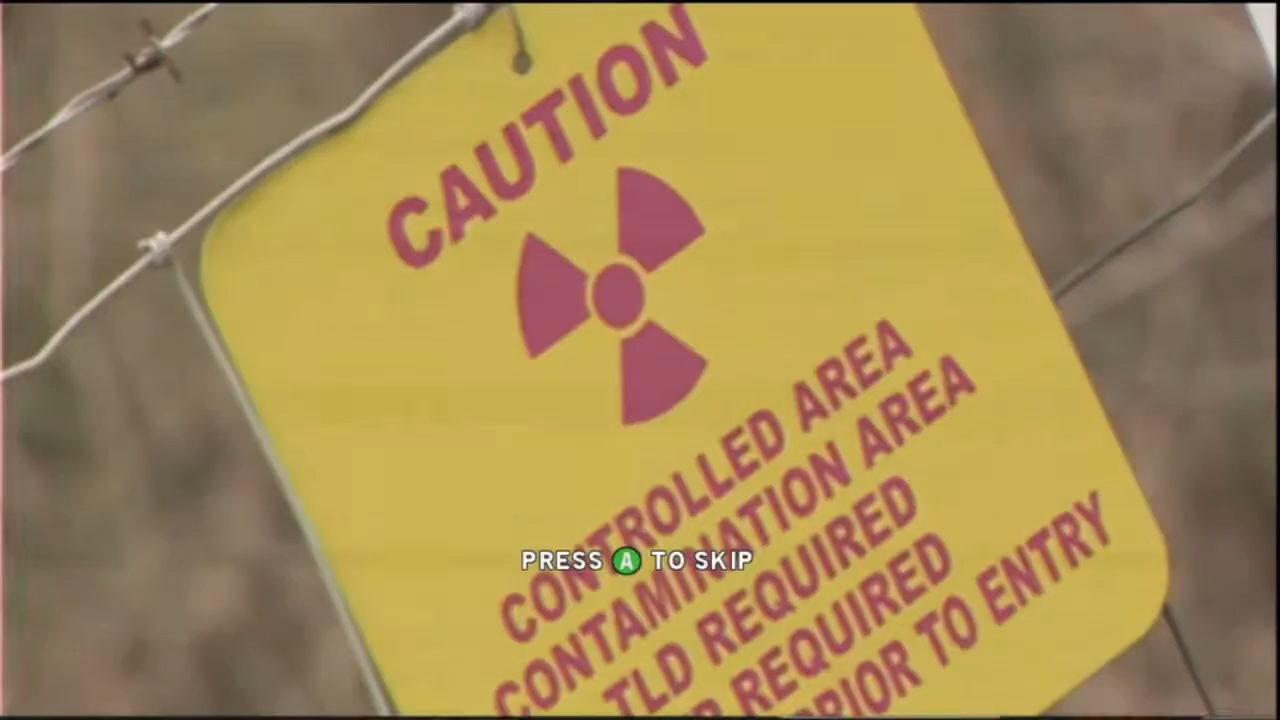 CAUTION
CONTROLLED AREA
CONTAMINATION AREA
TLD REQUIRED
REQUIRED
PRIOR TO ENTRY
PRESS A TO SKIP